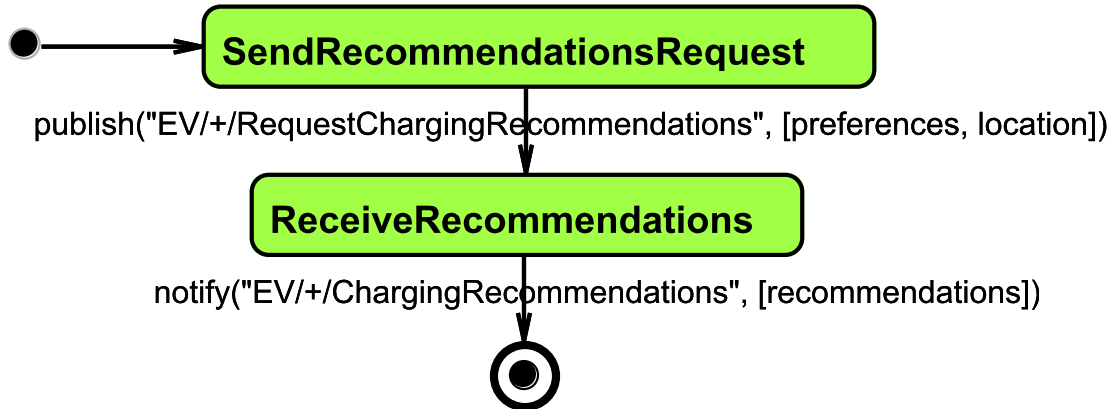 SendRecommendationsRequest
publish("EV/+/RequestChargingRecommendations", [preferences, location])
ReceiveRecommendations
notify("EV/+/ChargingRecommendations", [recommendations])